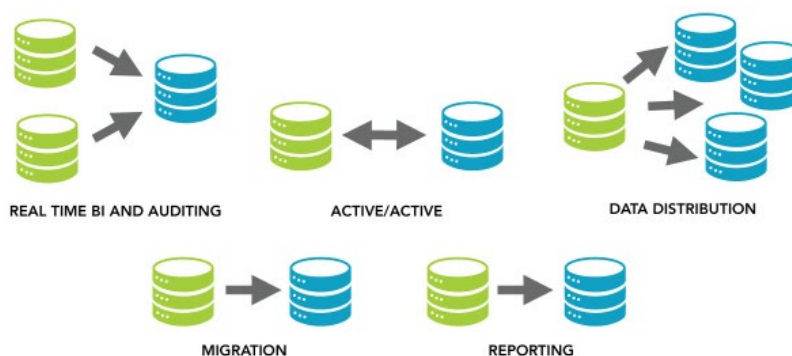 REAL TIME BI AND AUDITING
ACTIVE/ACTIVE
DATA DISTRIBUTION
MIGRATION
REPORTING